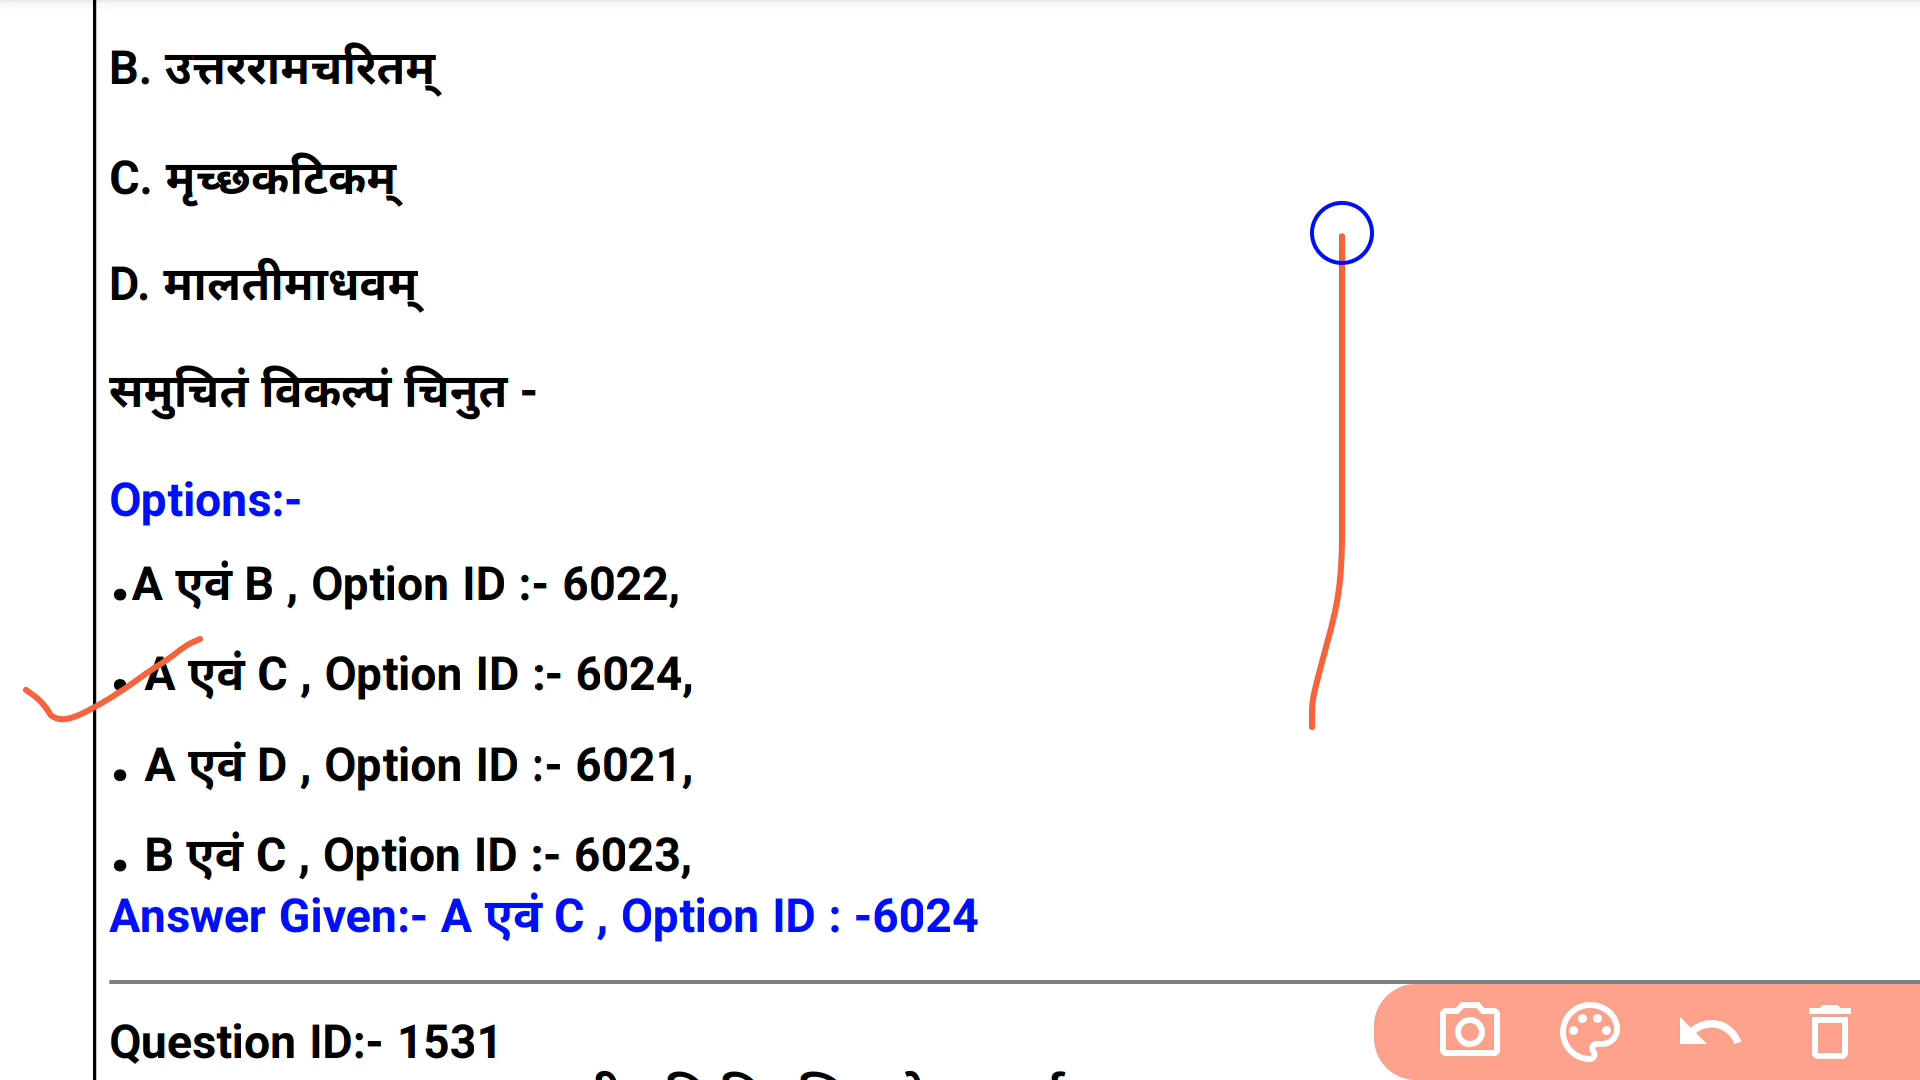 B. उत्तररामचरितम्
C. मृच्छकटिकम्
D. मालतीमाधवम्
समुचितं विकल्पं चिनुत -
Options:-
.A एवं B , Option ID :- 6022,
. A एवं C , Option ID :- 6024,
. A एवं D , Option ID :- 6021,
. B एवं C , Option ID :- 6023,
Answer Given:- A एवं C , Option ID : -6024
Question ID:- 1531